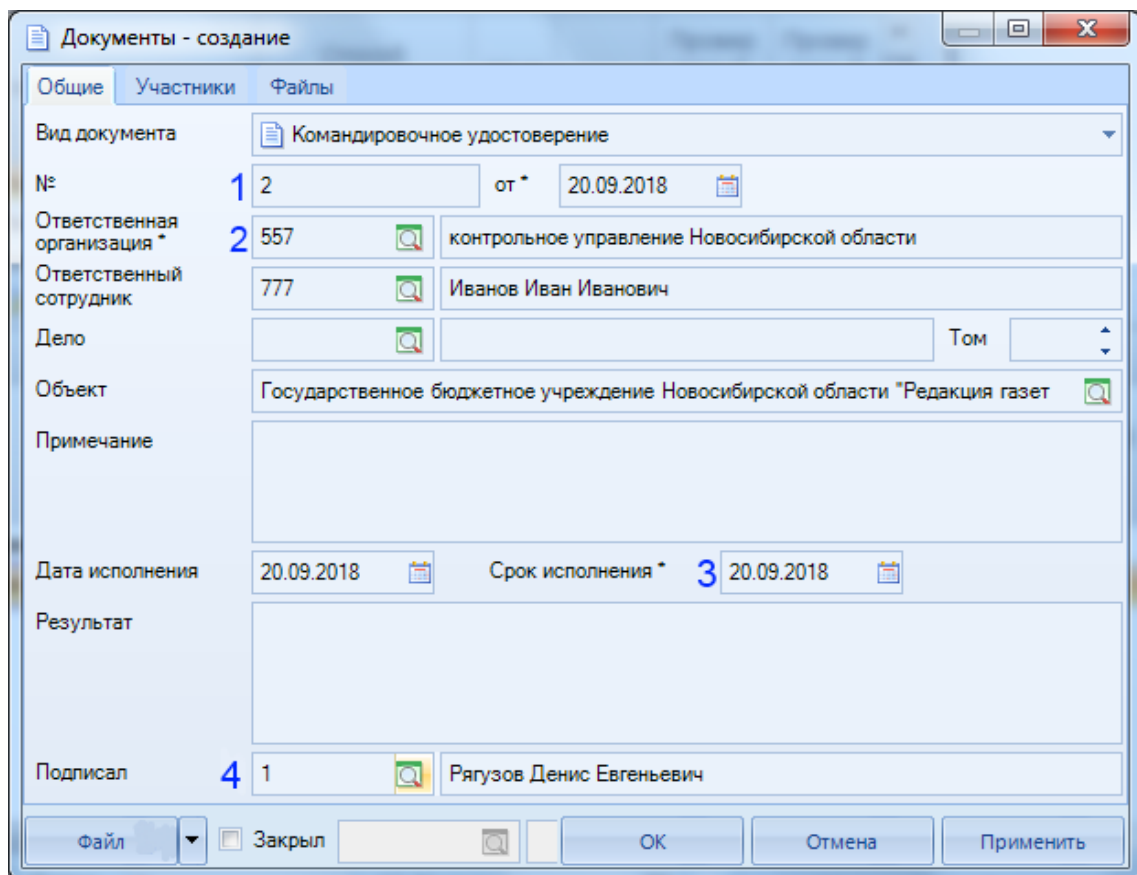 Документы - создание
Общие Участники Файлы
Вид документа Командировочное удостоверение
№ 1 2 от * 20.09.2018
Ответственная
организация * 2 557 контрольное управление Новосибирской области
Ответственный
сотрудник 777 Иванов Иван Иванович
Дело Том
Объект Государственное бюджетное учреждение Новосибирской области "Редакция газет
Примечание
Дата исполнения 20.09.2018 Срок исполнения * 3 20.09.2018
Результат
Подписал 4 1 Рягузов Денис Евгеньевич
Файл Закрыл ОК Отмена Применить